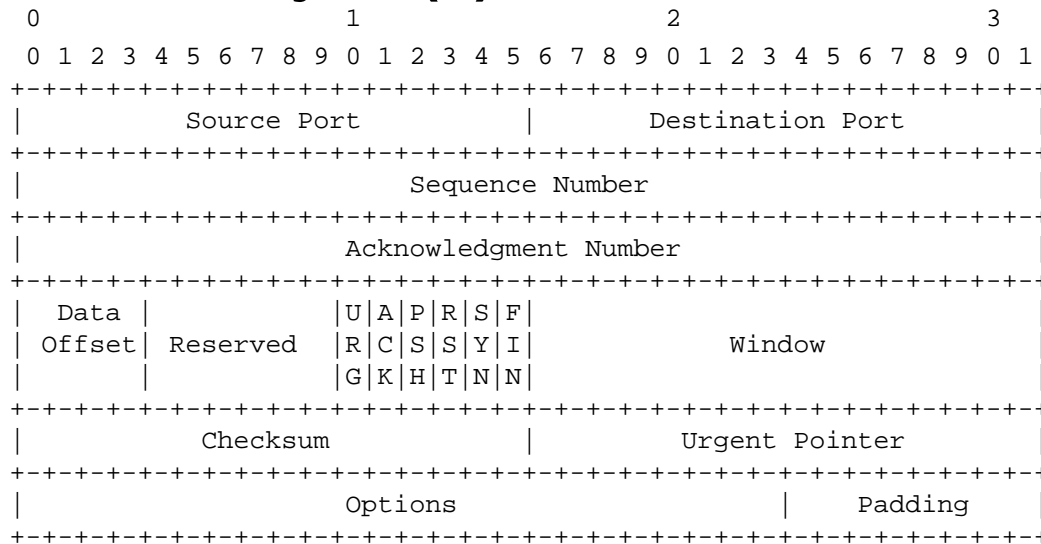 0                   1                   2                   3
 0 1 2 3 4 5 6 7 8 9 0 1 2 3 4 5 6 7 8 9 0 1 2 3 4 5 6 7 8 9 0 1
+-+-+-+-+-+-+-+-+-+-+-+-+-+-+-+-+-+-+-+-+-+-+-+-+-+-+-+-+-+-+-+-+
|          Source Port          |       Destination Port        |
+-+-+-+-+-+-+-+-+-+-+-+-+-+-+-+-+-+-+-+-+-+-+-+-+-+-+-+-+-+-+-+-+
|                        Sequence Number                        |
+-+-+-+-+-+-+-+-+-+-+-+-+-+-+-+-+-+-+-+-+-+-+-+-+-+-+-+-+-+-+-+-+
|                    Acknowledgment Number                      |
+-+-+-+-+-+-+-+-+-+-+-+-+-+-+-+-+-+-+-+-+-+-+-+-+-+-+-+-+-+-+-+-+
|  Data |           |U|A|P|R|S|F|                               |
| Offset| Reserved  |R|C|S|S|Y|I|            Window             |
|       |           |G|K|H|T|N|N|                               |
+-+-+-+-+-+-+-+-+-+-+-+-+-+-+-+-+-+-+-+-+-+-+-+-+-+-+-+-+-+-+-+-+
|           Checksum            |         Urgent Pointer        |
+-+-+-+-+-+-+-+-+-+-+-+-+-+-+-+-+-+-+-+-+-+-+-+-+-+-+-+-+-+-+-+-+
|                    Options                    |    Padding    |
+-+-+-+-+-+-+-+-+-+-+-+-+-+-+-+-+-+-+-+-+-+-+-+-+-+-+-+-+-+-+-+-+